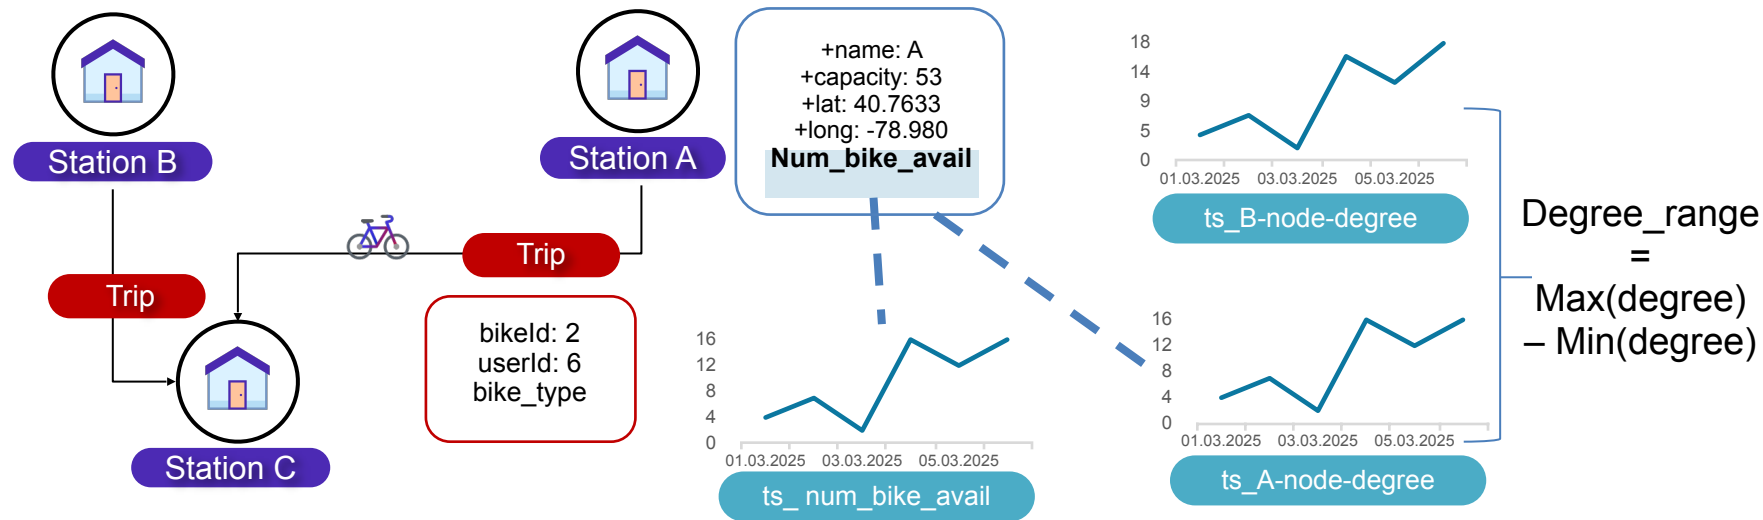 Station B
Station A
Trip
Trip
bikeId: 2
userId: 6
bike_type
Station C
+name: A
+capacity: 53
+lat: 40.7633
+long: -78.980
Num_bike_avail
16
12
8
4
0
01.03.2025 03.03.2025 05.03.2025
ts_ num_bike_avail
18
14
9
5
0
01.03.2025 03.03.2025 05.03.2025
ts_B-node-degree
16
12
8
4
0
01.03.2025 03.03.2025 05.03.2025
ts_A-node-degree
Degree_range
=
Max(degree)
– Min(degree)